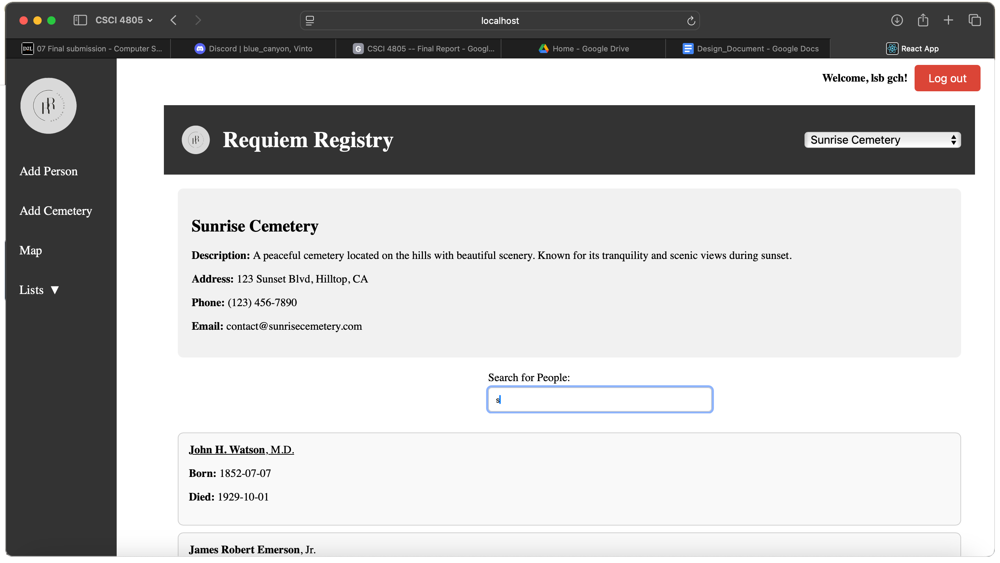 CSCI 4805
localhost
07 Final submission - Computer S...
Discord | blue_canyon, Vinto
G CSCI 4805 -- Final Report - Googl...
Home - Google Drive
Design_Document - Google Docs
React App
D2L
Welcome, lsb gch!
Log out
RR
Requiem Registry
Sunrise Cemetery
Add Person
Add Cemetery
Map
Lists ▼
Sunrise Cemetery
Description: A peaceful cemetery located on the hills with beautiful scenery. Known for its tranquility and scenic views during sunset.
Address: 123 Sunset Blvd, Hilltop, CA
Phone: (123) 456-7890
Email: contact@sunrisecemetery.com
Search for People:
s
John H. Watson, M.D.
Born: 1852-07-07
Died: 1929-10-01
James Robert Emerson, Jr.